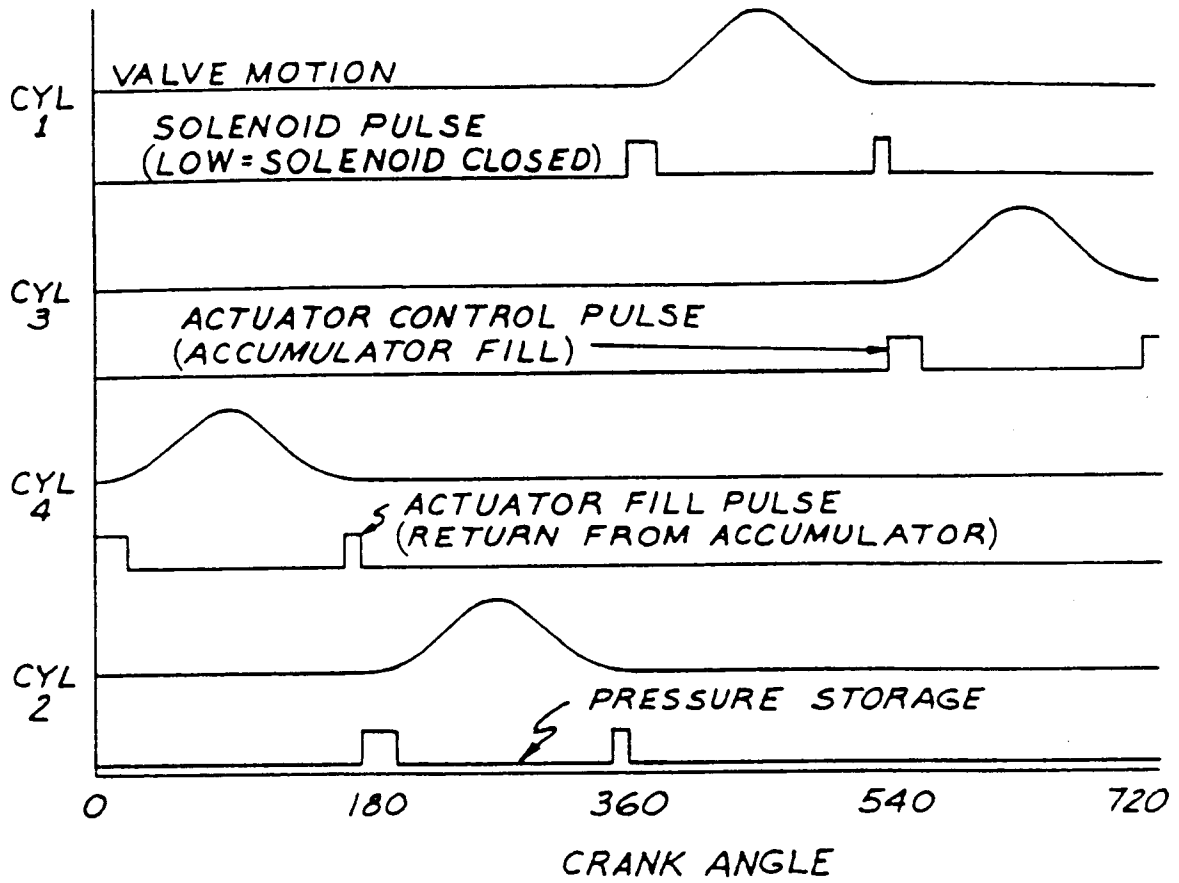 VALVE MOTION
CYL
1
SOLENOID PULSE
(LOW=SOLENOID CLOSED)
CYL
3
ACTUATOR CONTROL PULSE
(ACCUMULATOR FILL)
CYL
4
ACTUATOR FILL PULSE
(RETURN FROM ACCUMULATOR)
CYL
2
PRESSURE STORAGE
0 180 360 540 720
CRANK ANGLE